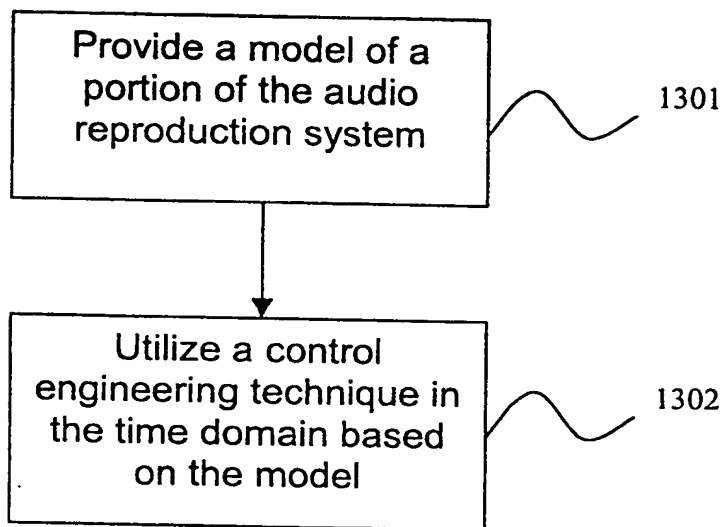 Provide a model of a
portion of the audio
reproduction system
1301
Utilize a control
engineering technique in
the time domain based
on the model
1302